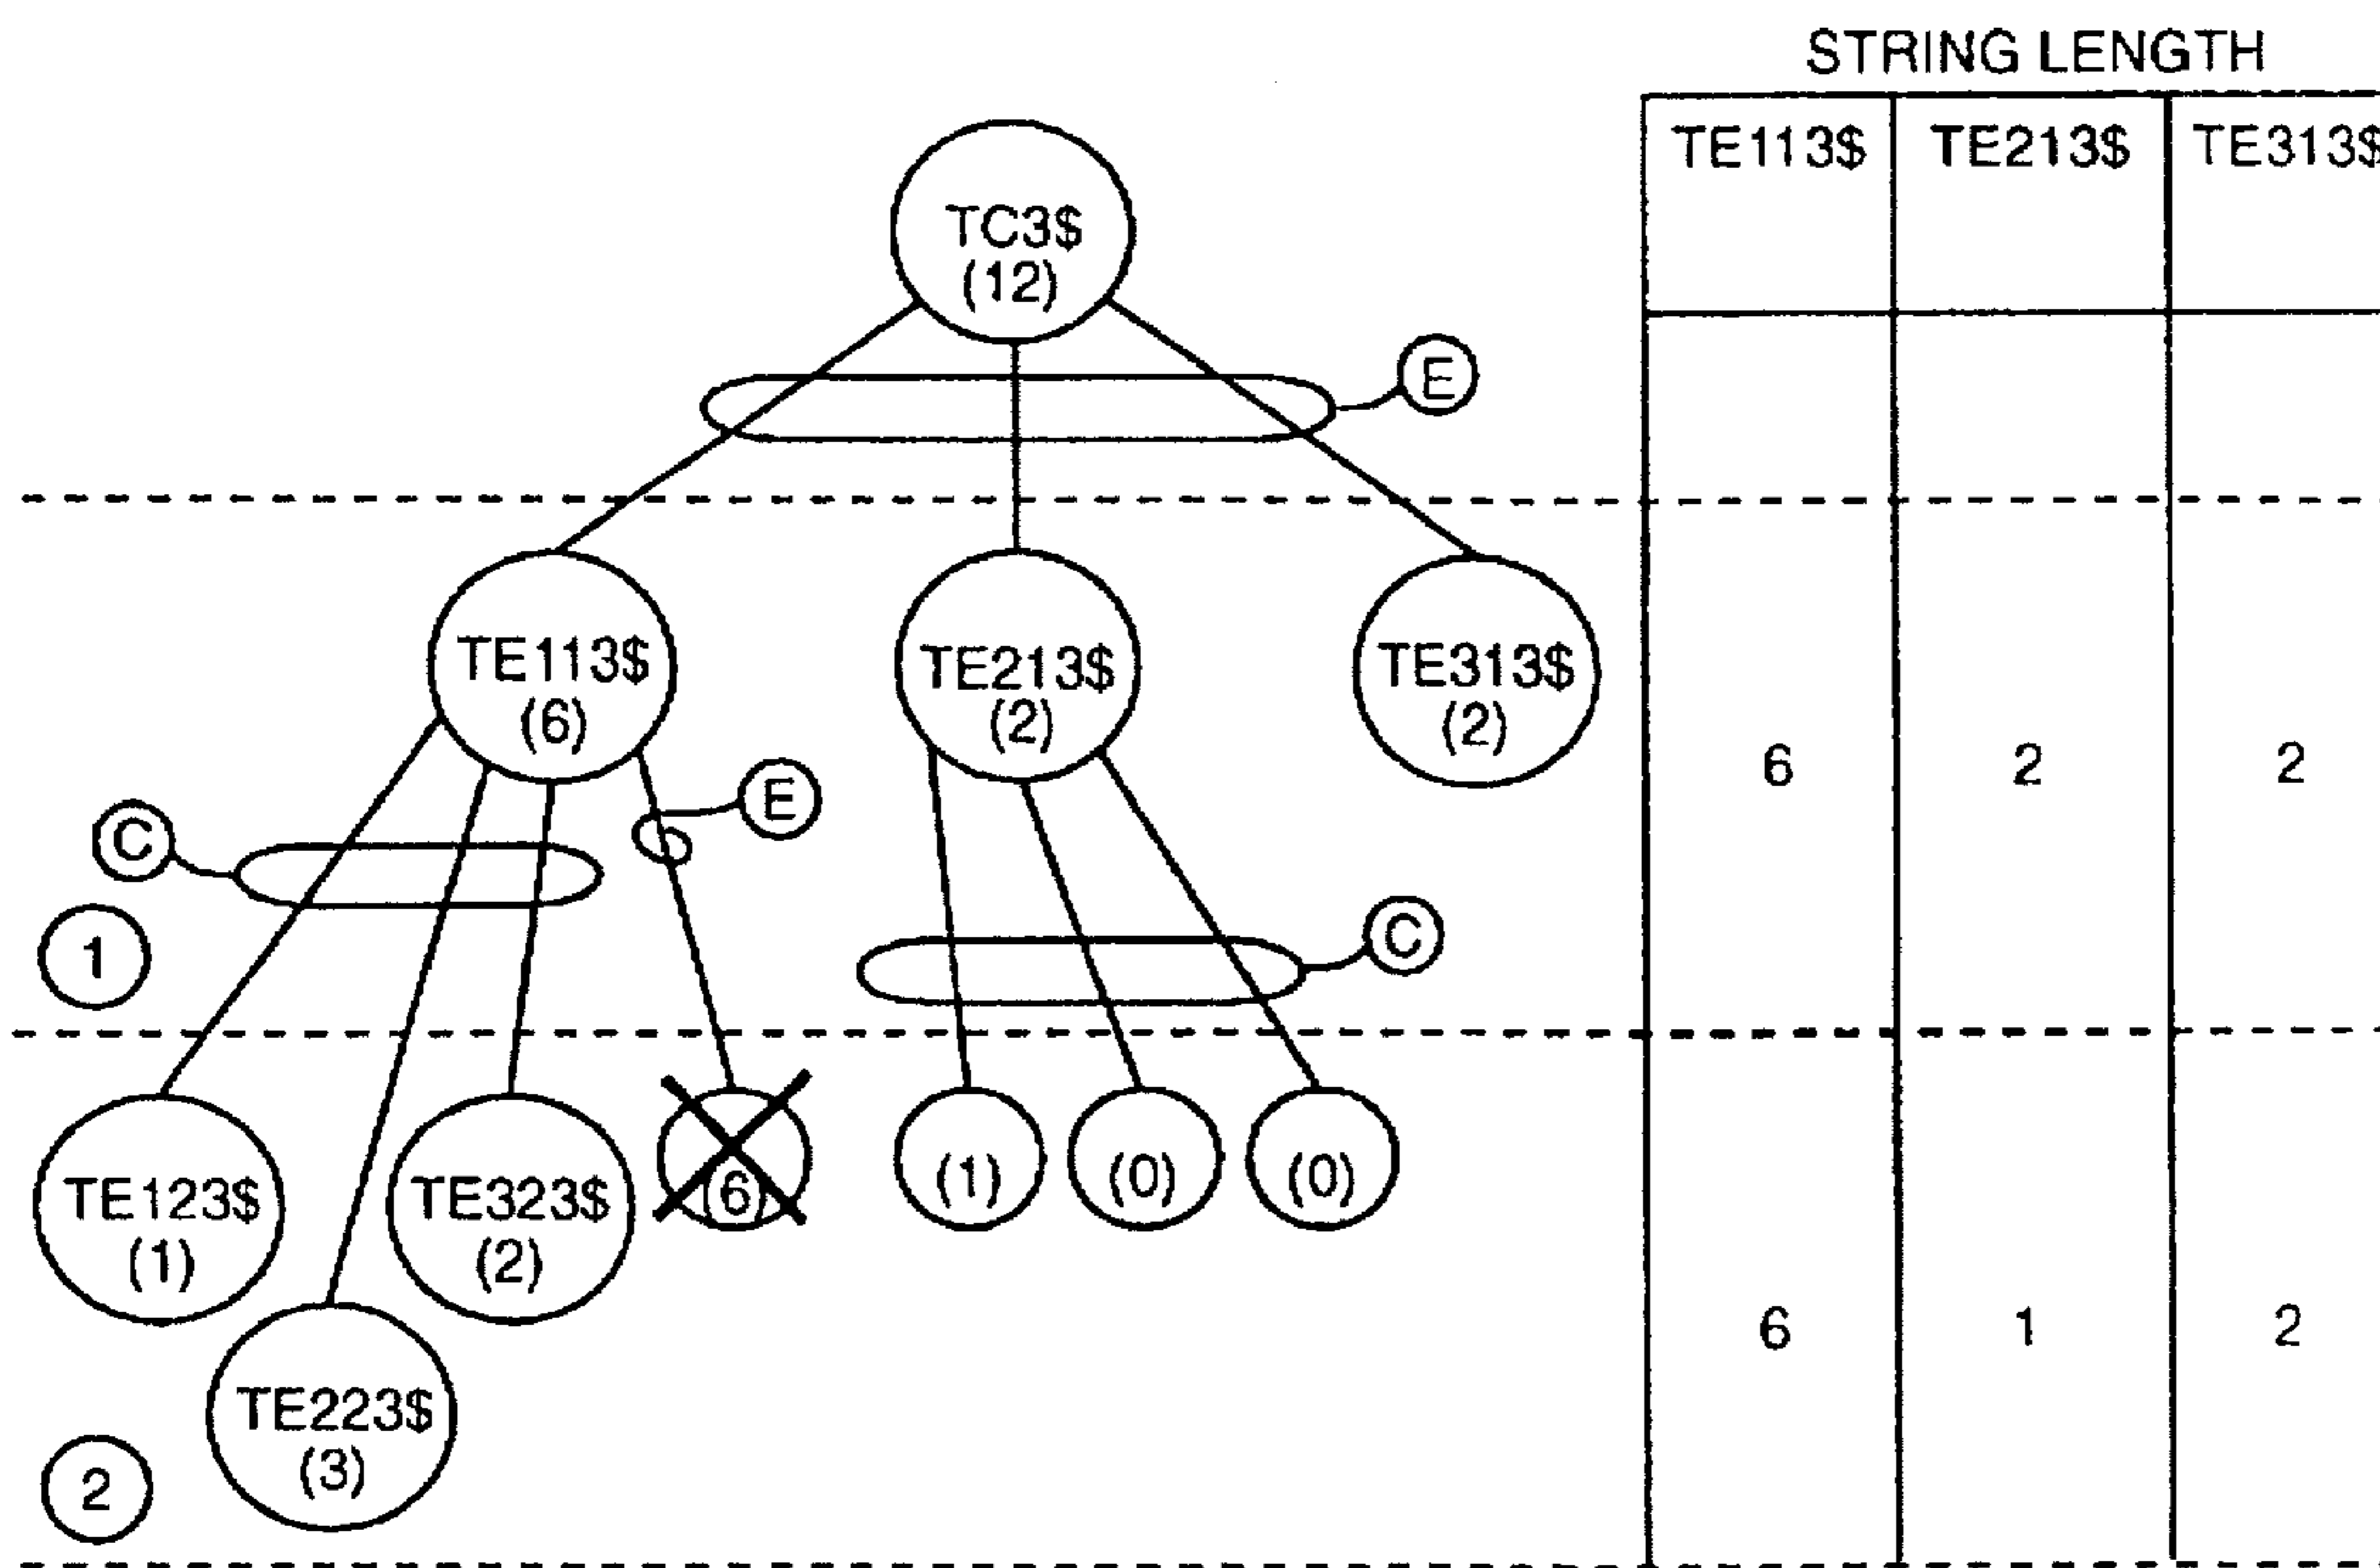 STRING LENGTH
TE113$ TE213$ TE313$
TC3$
(12)
E
TE113$
(6)
TE213$
(2)
TE313$
(2)
6 2 2
E
C
C
1
TE123$
(1)
TE323$
(2)
(6)
(1)
(0)
(0)
6 1 2
TE223$
(3)
2